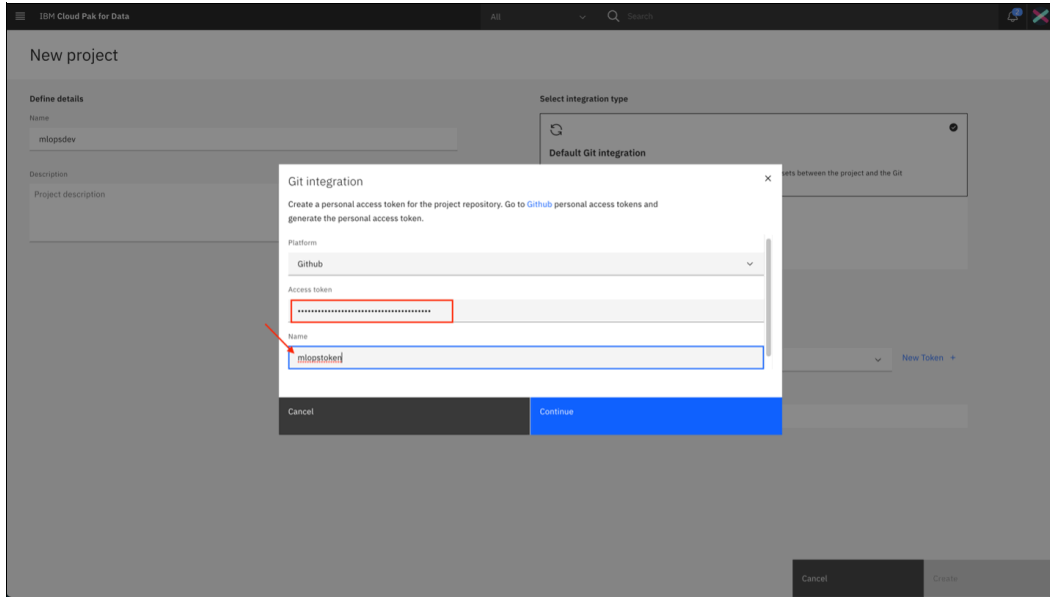 IBM Cloud Pak for Data
All
Search
2
New project
Define details
Name
mlopsdev
Description
Project description
Select integration type
Default Git integration
sets between the project and the Git
Git integration
Create a personal access token for the project repository. Go to Github personal access tokens and
generate the personal access token.
Platform
Github
Access token
Name
mlopstoken
New Token +
Cancel
Continue
Cancel
Create